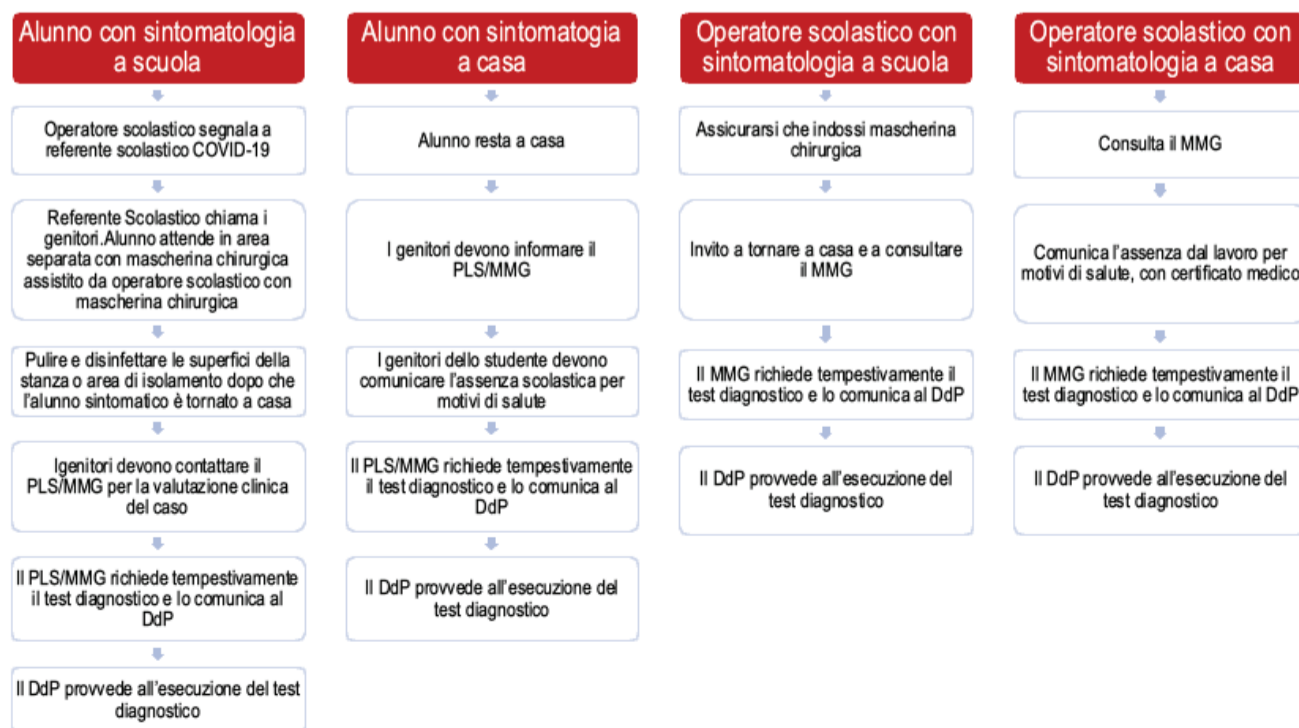 Alunno con sintomatologia
a scuola
Operatore scolastico segnala a
referente scolastico COVID-19
Referente Scolastico chiama i
genitori.Alunno attende in area
separata con mascherina chirurgica
assistito da operatore scolastico con
mascherina chirurgica
Pulire e disinfettare le superfici della
stanza o area di isolamento dopo che
l'alunno sintomatico è tornato a casa
Igenitori devono contattare il
PLS/MMG per la valutazione clinica
del caso
Il PLS/MMG richiede tempestivamente
il test diagnostico e lo comunica al
DdP
Il DdP provvede all'esecuzione del test
diagnostico
Alunno con sintomatogia
a casa
Alunno resta a casa
I genitori devono informare il
PLS/MMG
I genitori dello studente devono
comunicare l'assenza scolastica per
motivi di salute
Il PLS/MMG richiede tempestivamente
il test diagnostico e lo comunica al
DdP
Il DdP provvede all'esecuzione del
test diagnostico
Operatore scolastico con
sintomatologia a scuola
Assicurarsi che indossi mascherina
chirurgica
Invito a tornare a casa e a consultare
il MMG
Il MMG richiede tempestivamente il
test diagnostico e lo comunica al DdP
Il DdP provvede all'esecuzione del test
diagnostico
Operatore scolastico con
sintomatologia a casa
Consulta il MMG
Comunica l'assenza dal lavoro per
motivi di salute, con certificato medico
Il MMG richiede tempestivamente il
test diagnostico e lo comunica al DdP
Il DdP provvede all'esecuzione del
test diagnostico